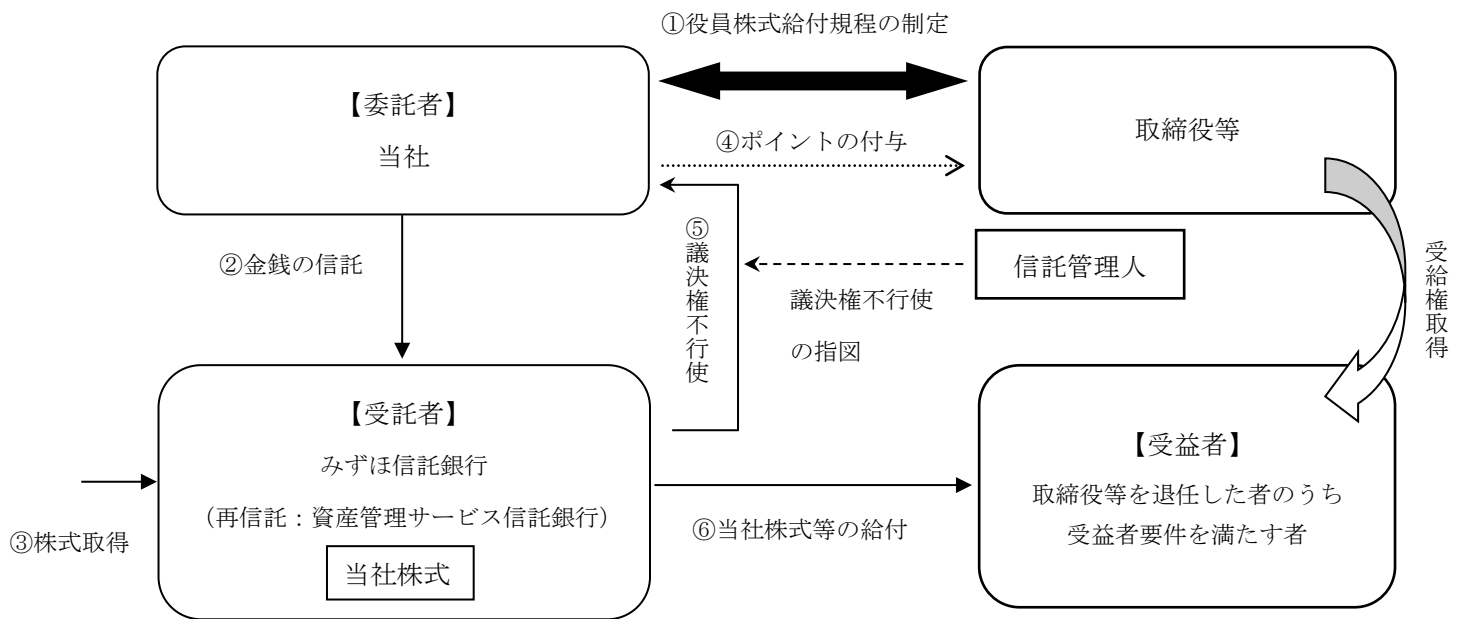 ①役員株式給付規程の制定
【委託者】
当社
取締役等
④ポイントの付与
②金銭の信託
⑤議決権不行使
信託管理人
議決権不行使
の指図
受給権取得
【受託者】
みずほ信託銀行
（再信託：資産管理サービス信託銀行）
当社株式
③株式取得
⑥当社株式等の給付
【受益者】
取締役等を退任した者のうち
受益者要件を満たす者